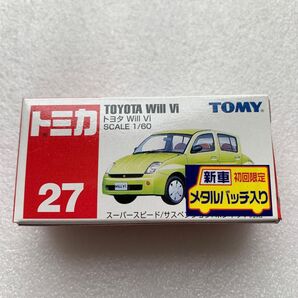 トミカ
27
TOYOTA Will Vi
トヨタ Will Vi
SCALE 1/60
TOMY
WiLL Vi
新車 初回限定
メタルバッチ入り
スーパースピード/サスペンション